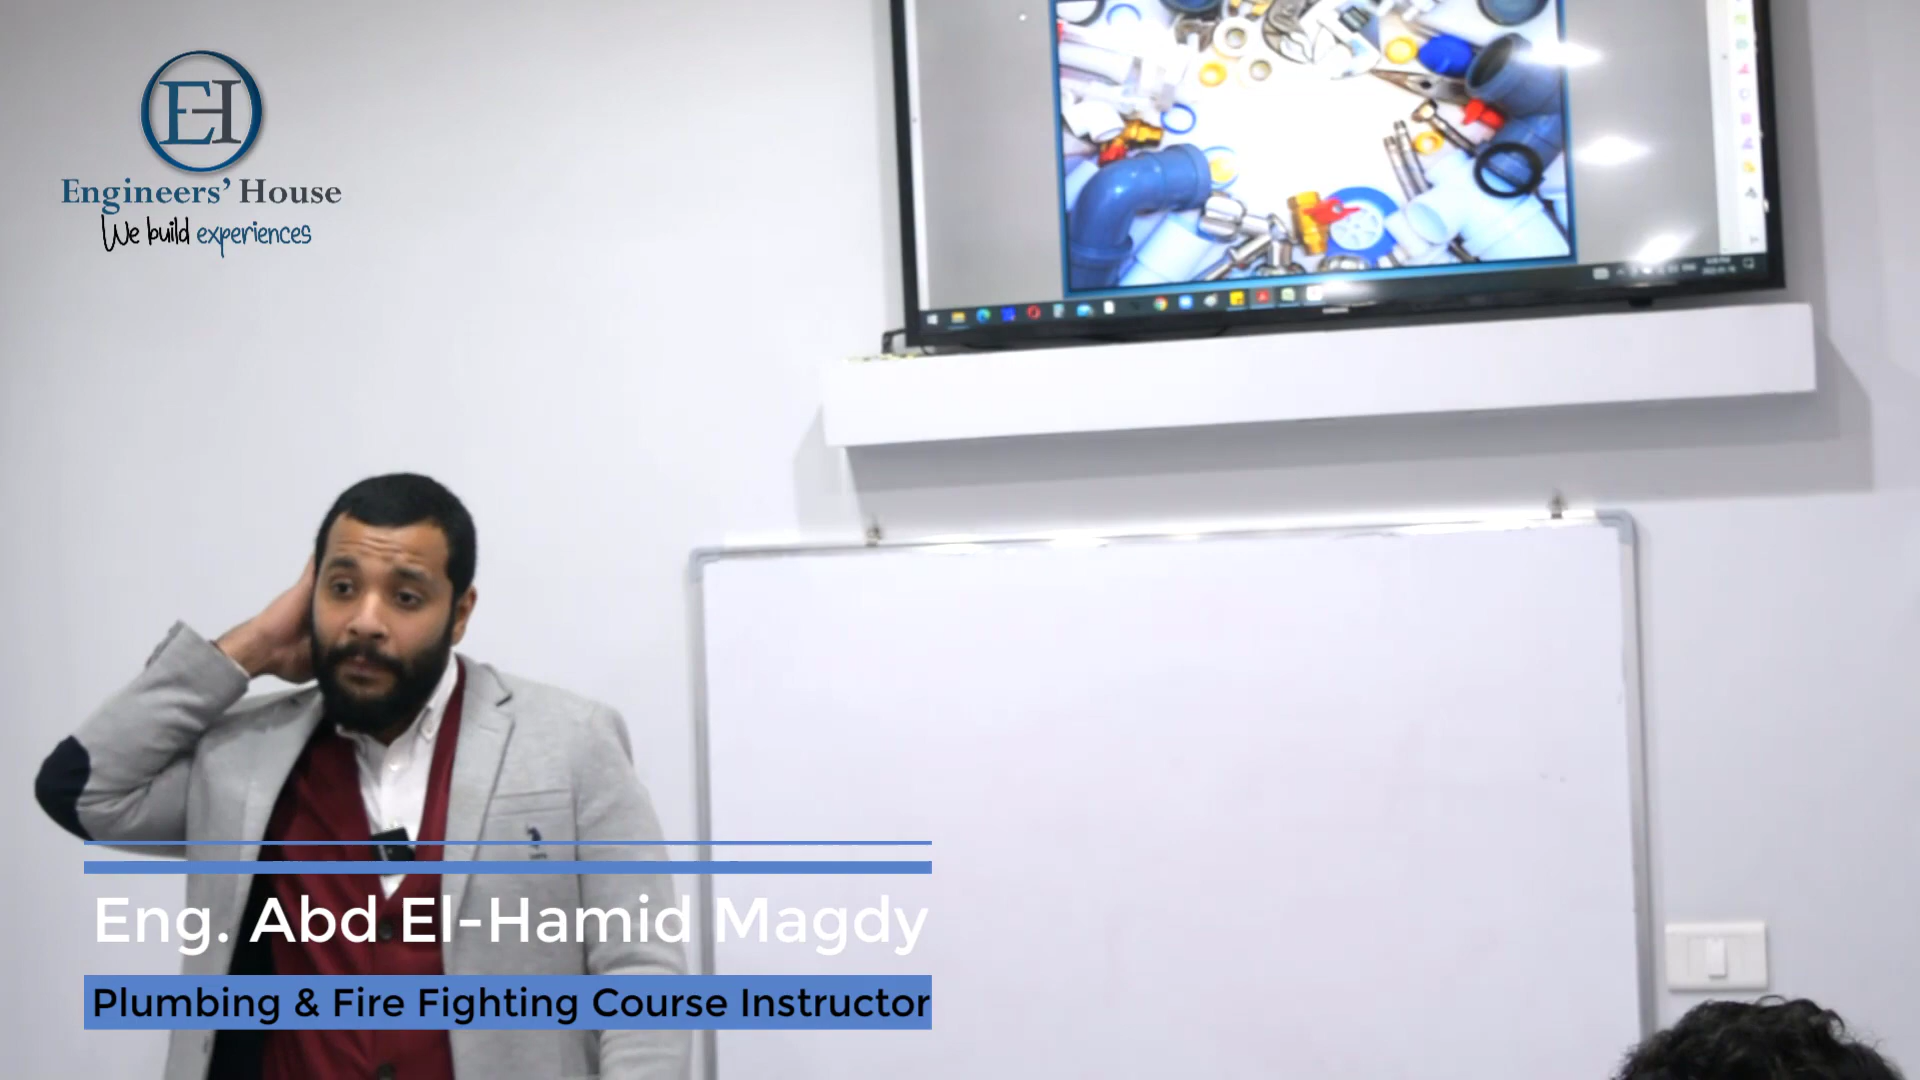 EH
Engineers' House
We build experiences
Eng. Abd El-Hamid Magdy
Plumbing & Fire Fighting Course Instructor